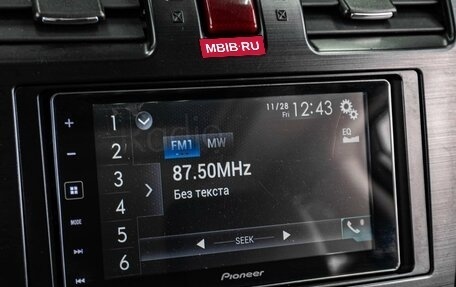 MBIB.RU
11/28
Fri
12:43
EQ
1
2
3
4
5
6
FM1
MW
87.50MHz
Без текста
SEEK
MODE
Pioneer